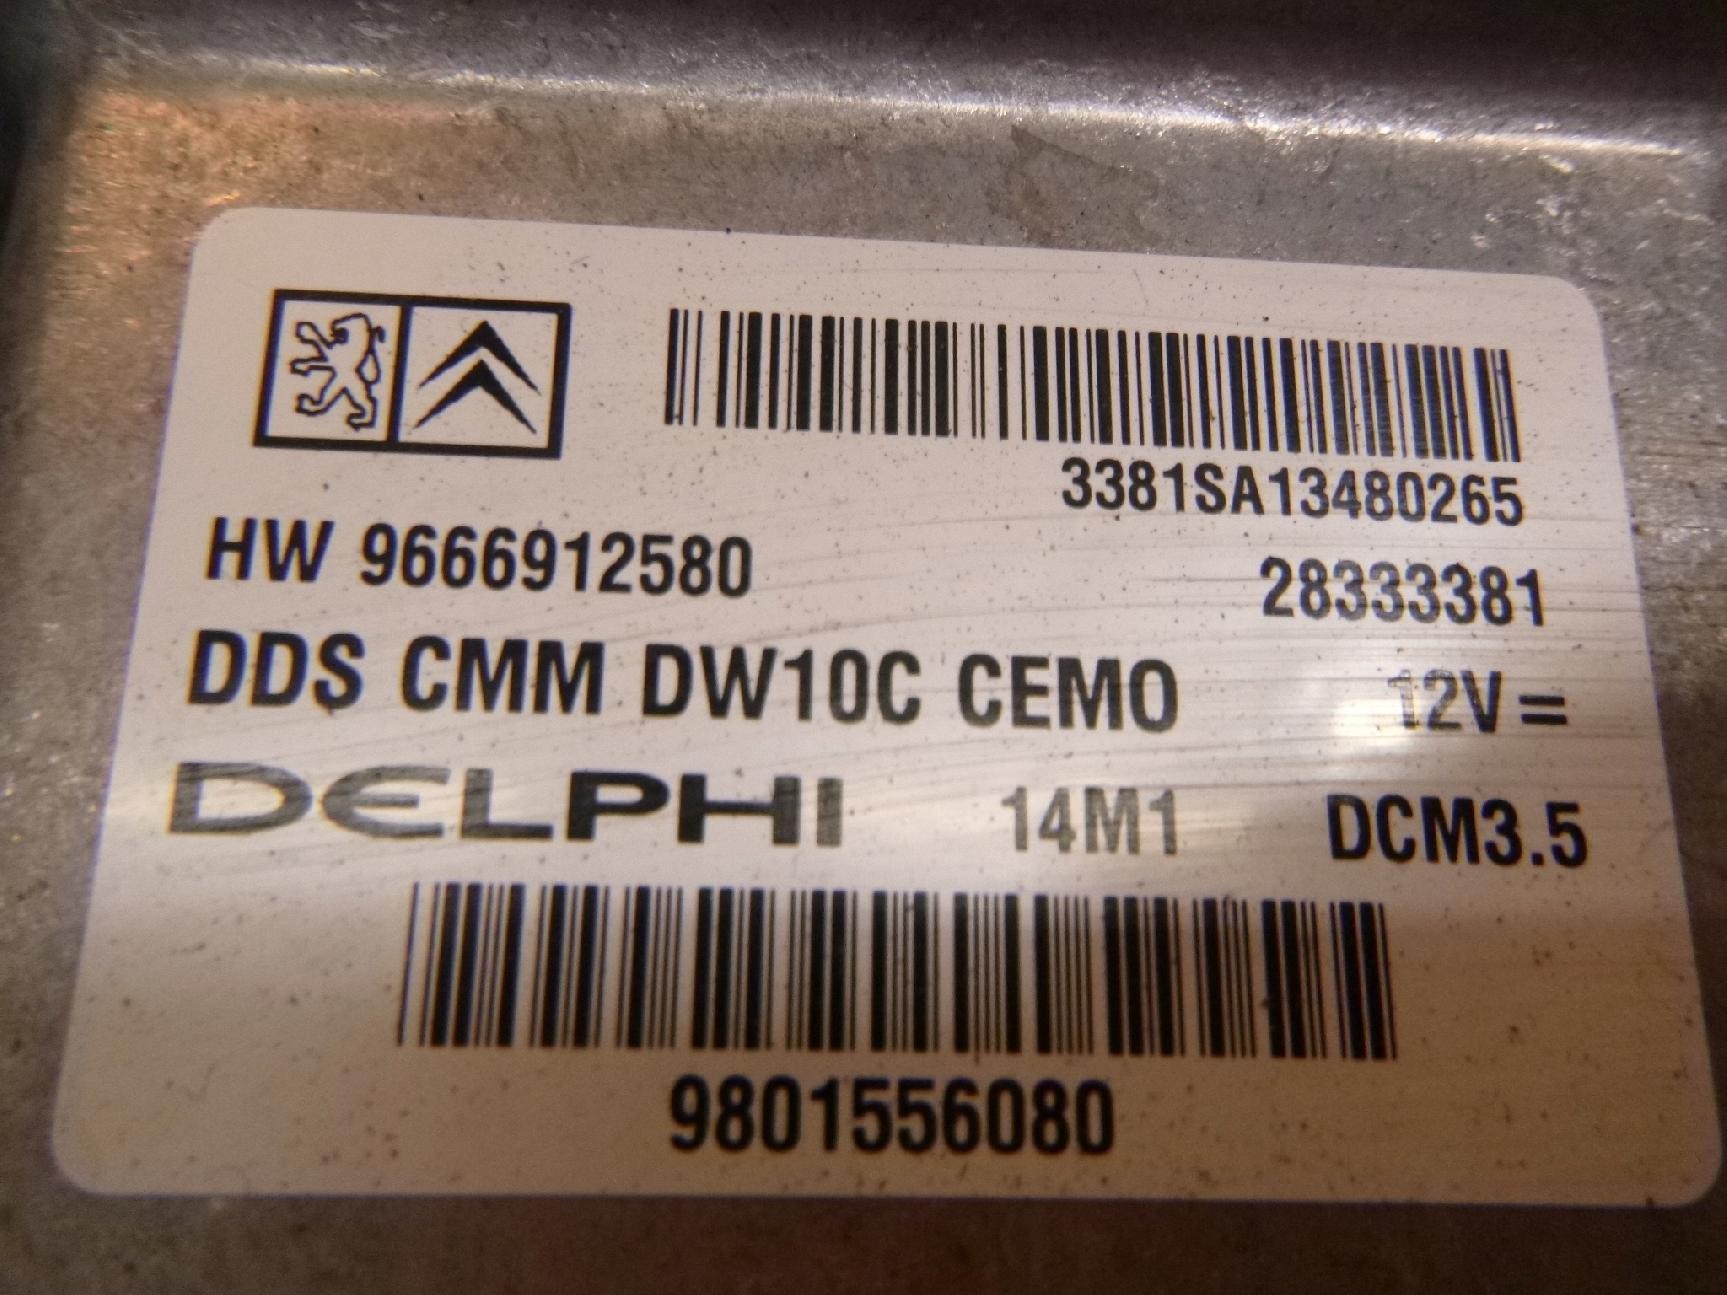 3381SA13480265
HW 9666912580 28333381
DDS CMM DW10C CEMO 12V =
DELPHI 14M1 DCM3.5
9801556080